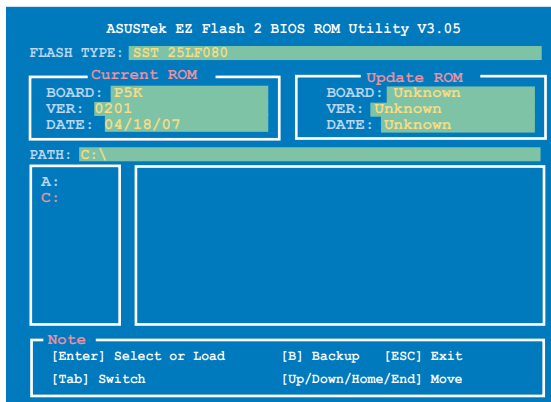 ASUSTek EZ Flash 2 BIOS ROM Utility V3.05
FLASH TYPE: SST 25LF080
Current ROM
BOARD: P5K
VER: 0201
DATE: 04/18/07
Update ROM
BOARD: Unknown
VER: Unknown
DATE: Unknown
PATH: C:\
A:
C:
Note
[Enter] Select or Load [B] Backup [ESC] Exit
[Tab] Switch [Up/Down/Home/End] Move